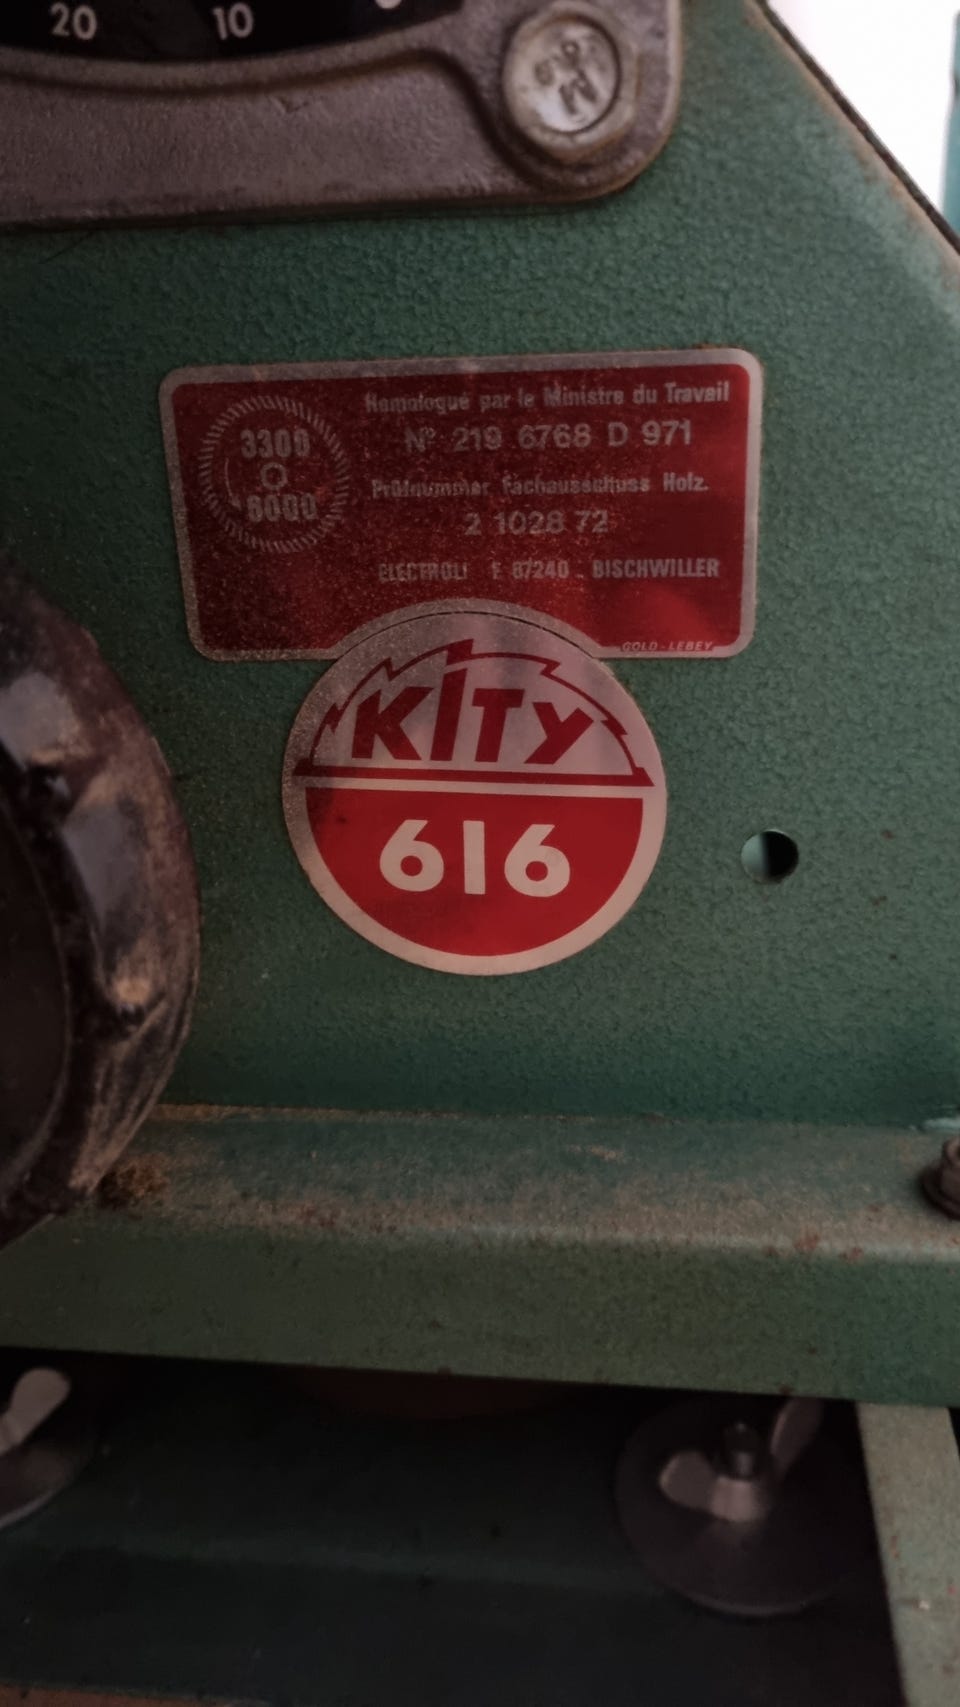 20 10
3300
6000
Homologué par le Ministre du Travail
N° 219 6768 D 971
Prüfnummer Fachausschuss Holz.
2 1028 72
ELECTROLI F 67240 - BISCHWILLER
GOLD-LEBEY
KITY
616